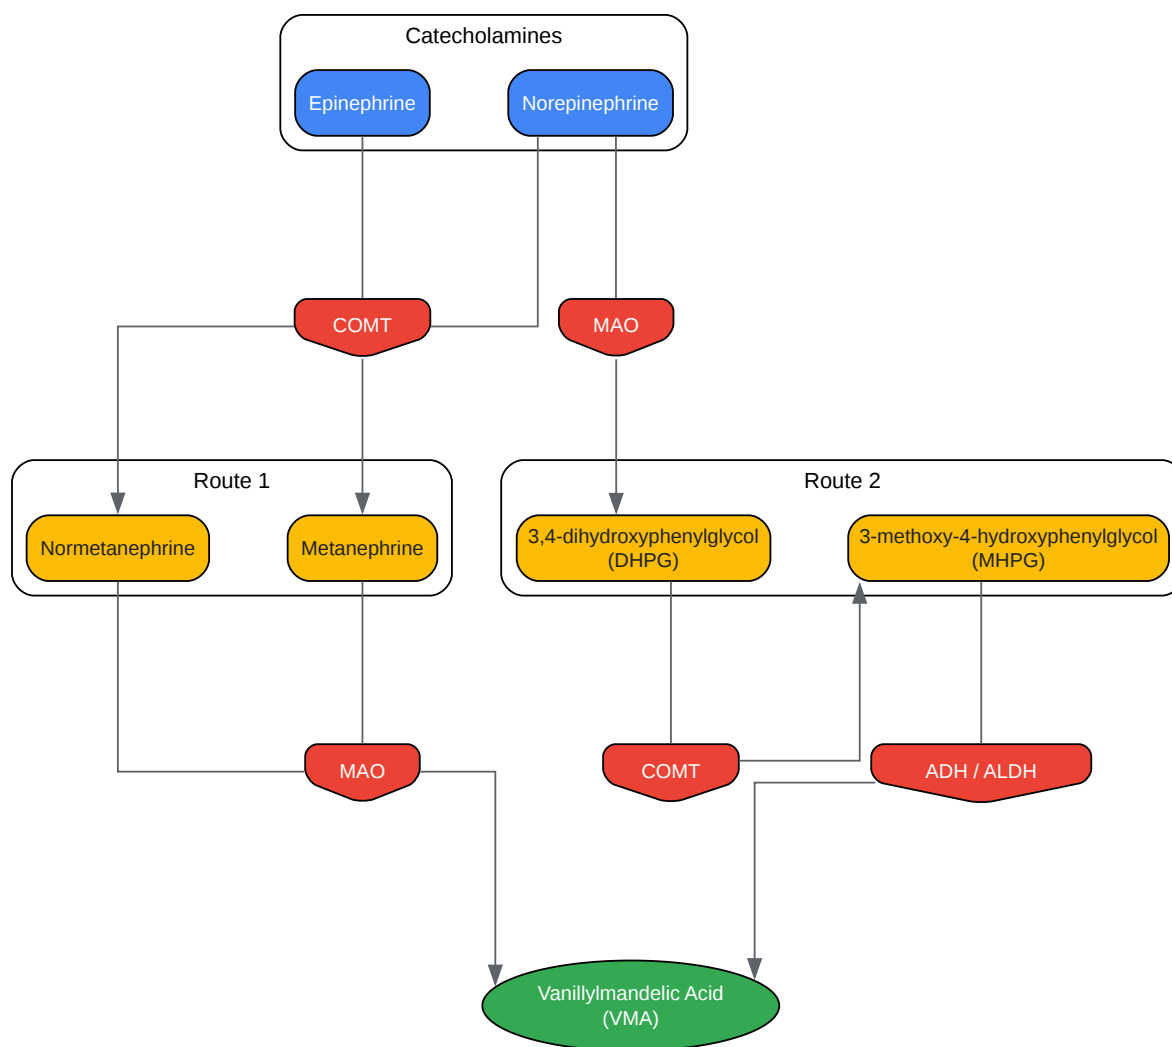 Catecholamines
Epinephrine
Norepinephrine
COMT
MAO
Route 1
Route 2
Normetanephrine
Metanephrine
3,4-dihydroxyphenylglycol
(DHPG)
3-methoxy-4-hydroxyphenylglycol
(MHPG)
MAO
COMT
ADH / ALDH
Vanillylmandelic Acid
(VMA)